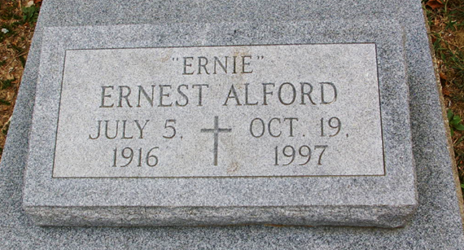 "ERNIE"
ERNEST ALFORD
JULY 5, OCT. 19,
1916 1997